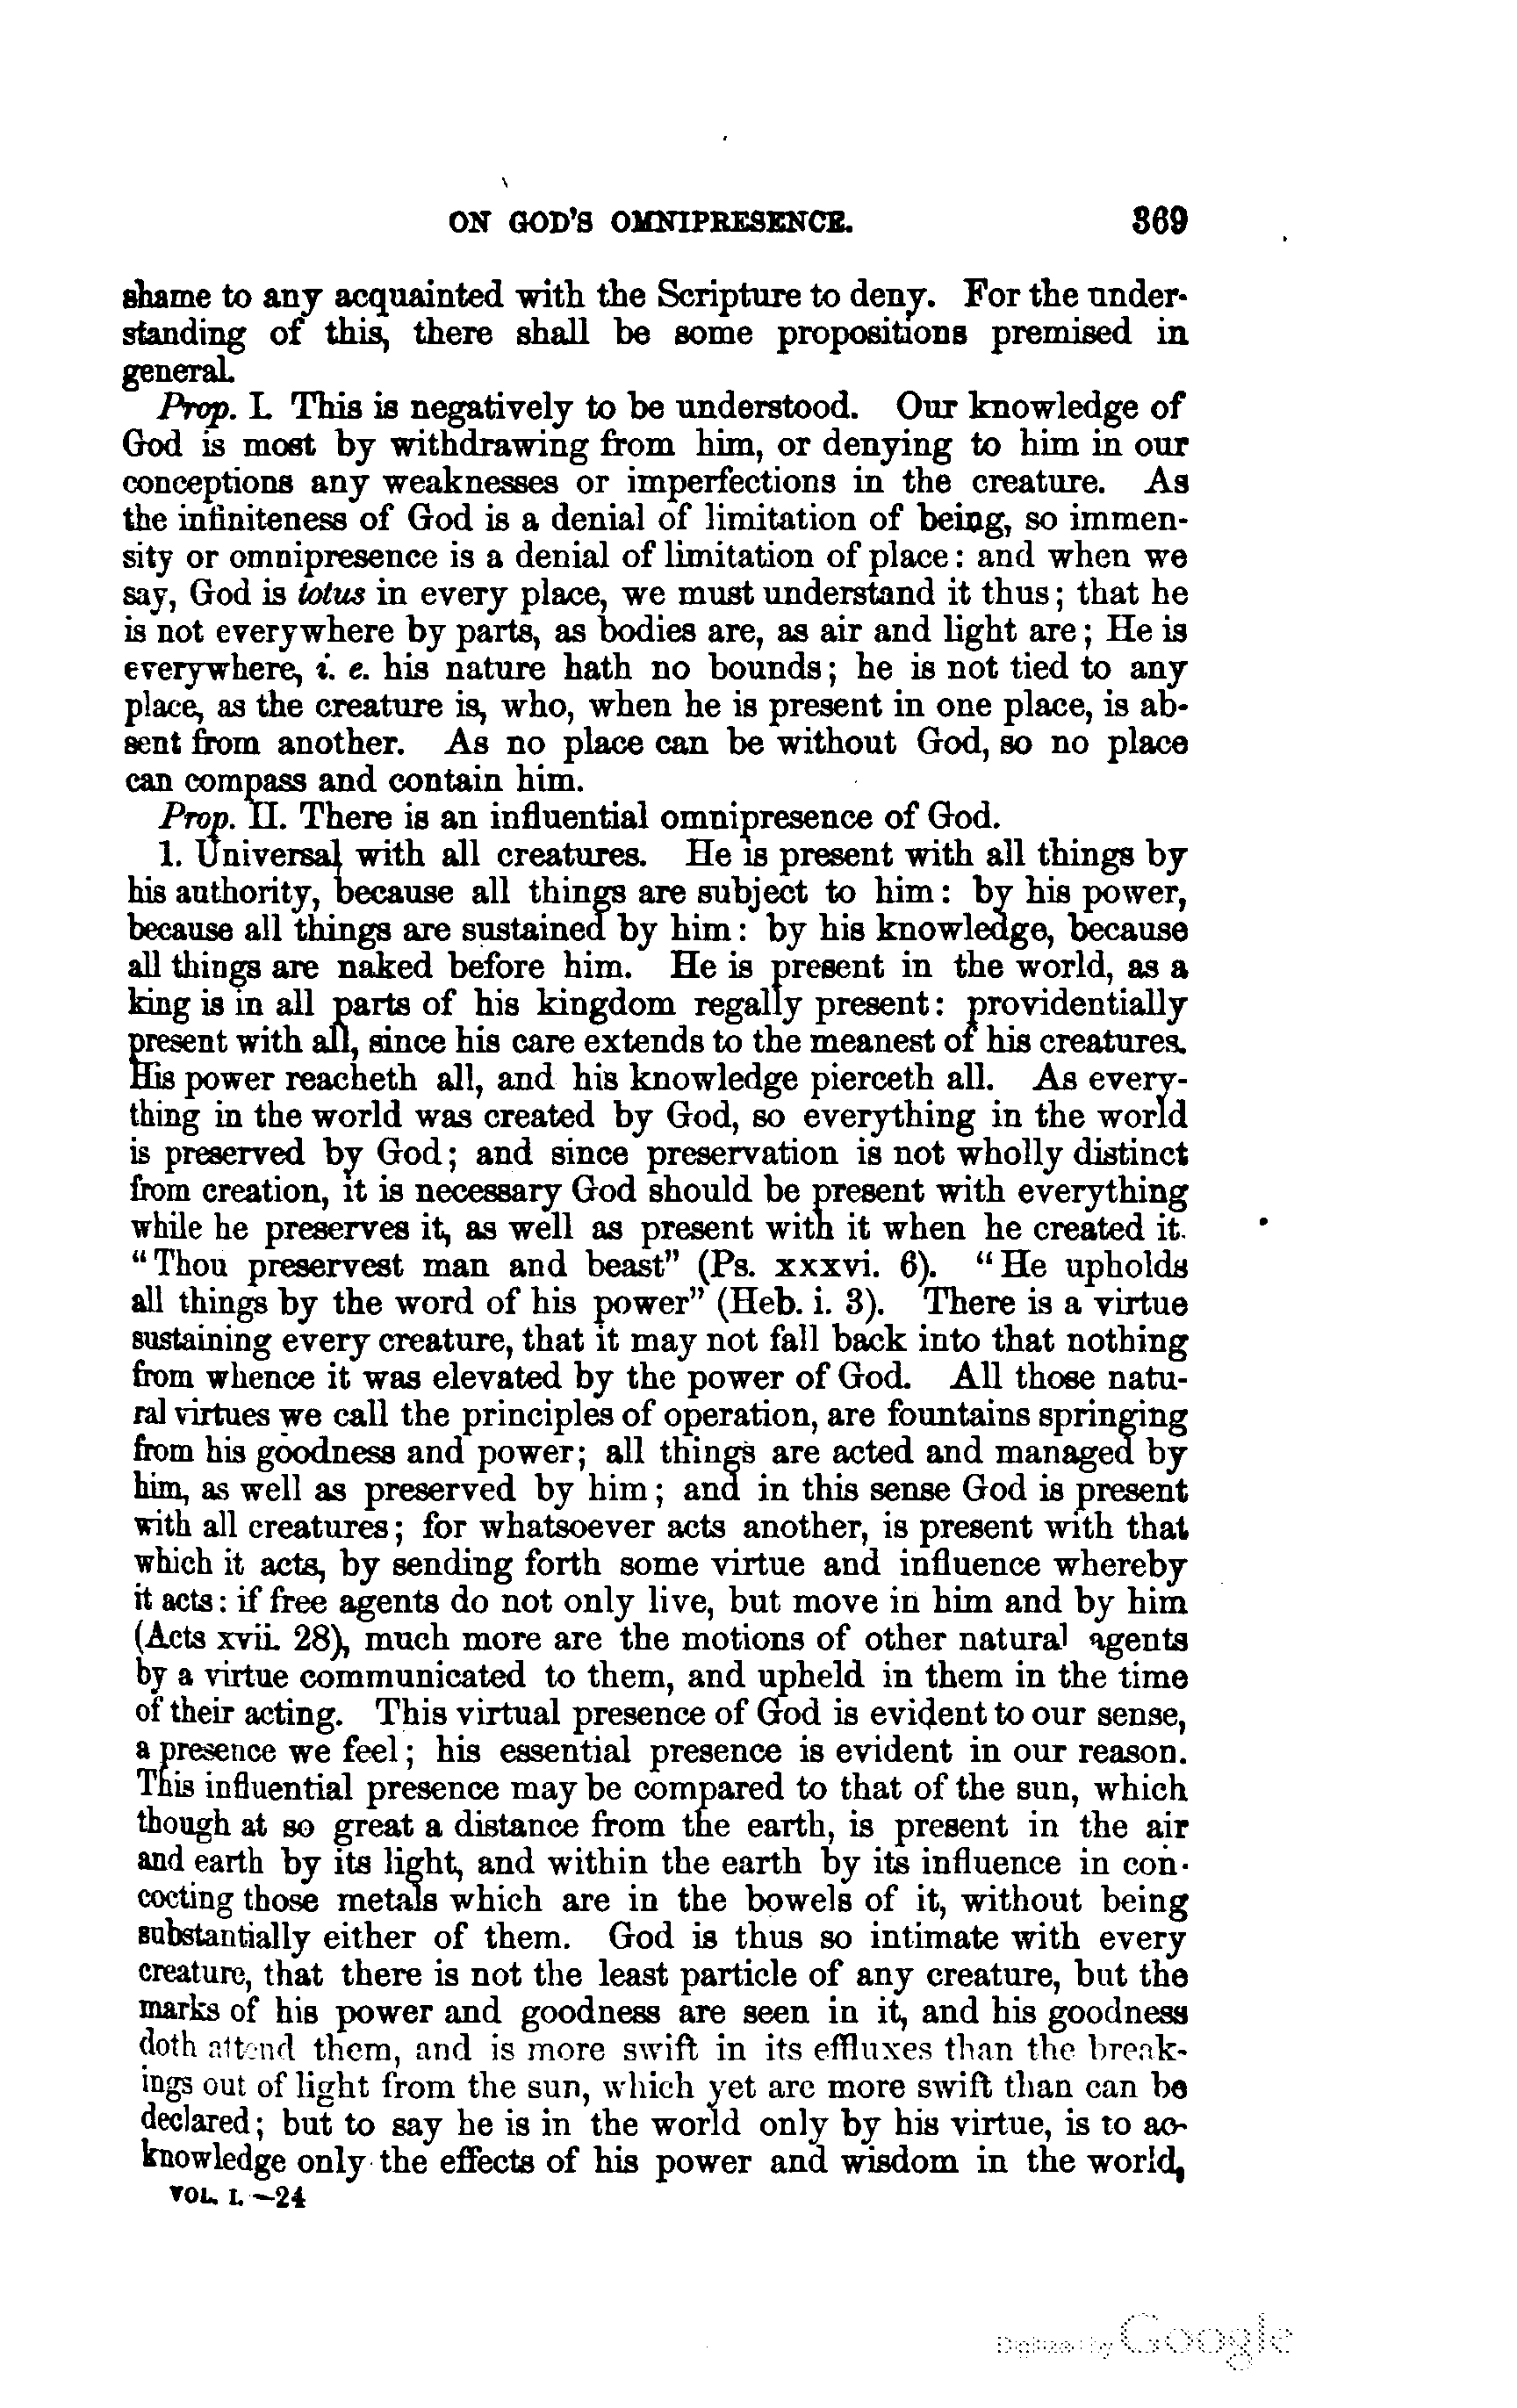 ON GOD'S OMNIPRESENCE. 369
shame to any acquainted with the Scripture to deny. For the under-
standing of this, there shall be some propositions premised in
general.
Prop. I. This is negatively to be understood. Our knowledge of
God is most by withdrawing from him, or denying to him in our
conceptions any weaknesses or imperfections in the creature. As
the infiniteness of God is a denial of limitation of being, so immen-
sity or omnipresence is a denial of limitation of place: and when we
say, God is totus in every place, we must understand it thus; that he
is not everywhere by parts, as bodies are, as air and light are; He is
everywhere, i. e. his nature hath no bounds; he is not tied to any
place, as the creature is, who, when he is present in one place, is ab-
sent from another. As no place can be without God, so no place
can compass and contain him.
Prop. II. There is an influential omnipresence of God.
1. Universal with all creatures. He is present with all things by
his authority, because all things are subject to him: by his power,
because all things are sustained by him: by his knowledge, because
all things are naked before him. He is present in the world, as a
king is in all parts of his kingdom regally present: providentially
present with all, since his care extends to the meanest of his creatures.
His power reacheth all, and his knowledge pierceth all. As every-
thing in the world was created by God, so everything in the world
is preserved by God; and since preservation is not wholly distinct
from creation, it is necessary God should be present with everything
while he preserves it, as well as present with it when he created it.
"Thou preservest man and beast" (Ps. xxxvi. 6). "He upholds
all things by the word of his power" (Heb. i. 3). There is a virtue
sustaining every creature, that it may not fall back into that nothing
from whence it was elevated by the power of God. All those natu-
ral virtues we call the principles of operation, are fountains springing
from his goodness and power; all things are acted and managed by
him, as well as preserved by him; and in this sense God is present
with all creatures; for whatsoever acts another, is present with that
which it acts, by sending forth some virtue and influence whereby
it acts: if free agents do not only live, but move in him and by him
(Acts xvii. 28), much more are the motions of other natural agents
by a virtue communicated to them, and upheld in them in the time
of their acting. This virtual presence of God is evident to our sense,
a presence we feel; his essential presence is evident in our reason.
This influential presence may be compared to that of the sun, which
though at so great a distance from the earth, is present in the air
and earth by its light, and within the earth by its influence in con-
cocting those metals which are in the bowels of it, without being
substantially either of them. God is thus so intimate with every
creature, that there is not the least particle of any creature, but the
marks of his power and goodness are seen in it, and his goodness
doth attend them, and is more swift in its effluxes than the break-
ings out of light from the sun, which yet are more swift than can be
declared; but to say he is in the world only by his virtue, is to ac-
knowledge only the effects of his power and wisdom in the world,
VOL. I.—24
Digitized by Google